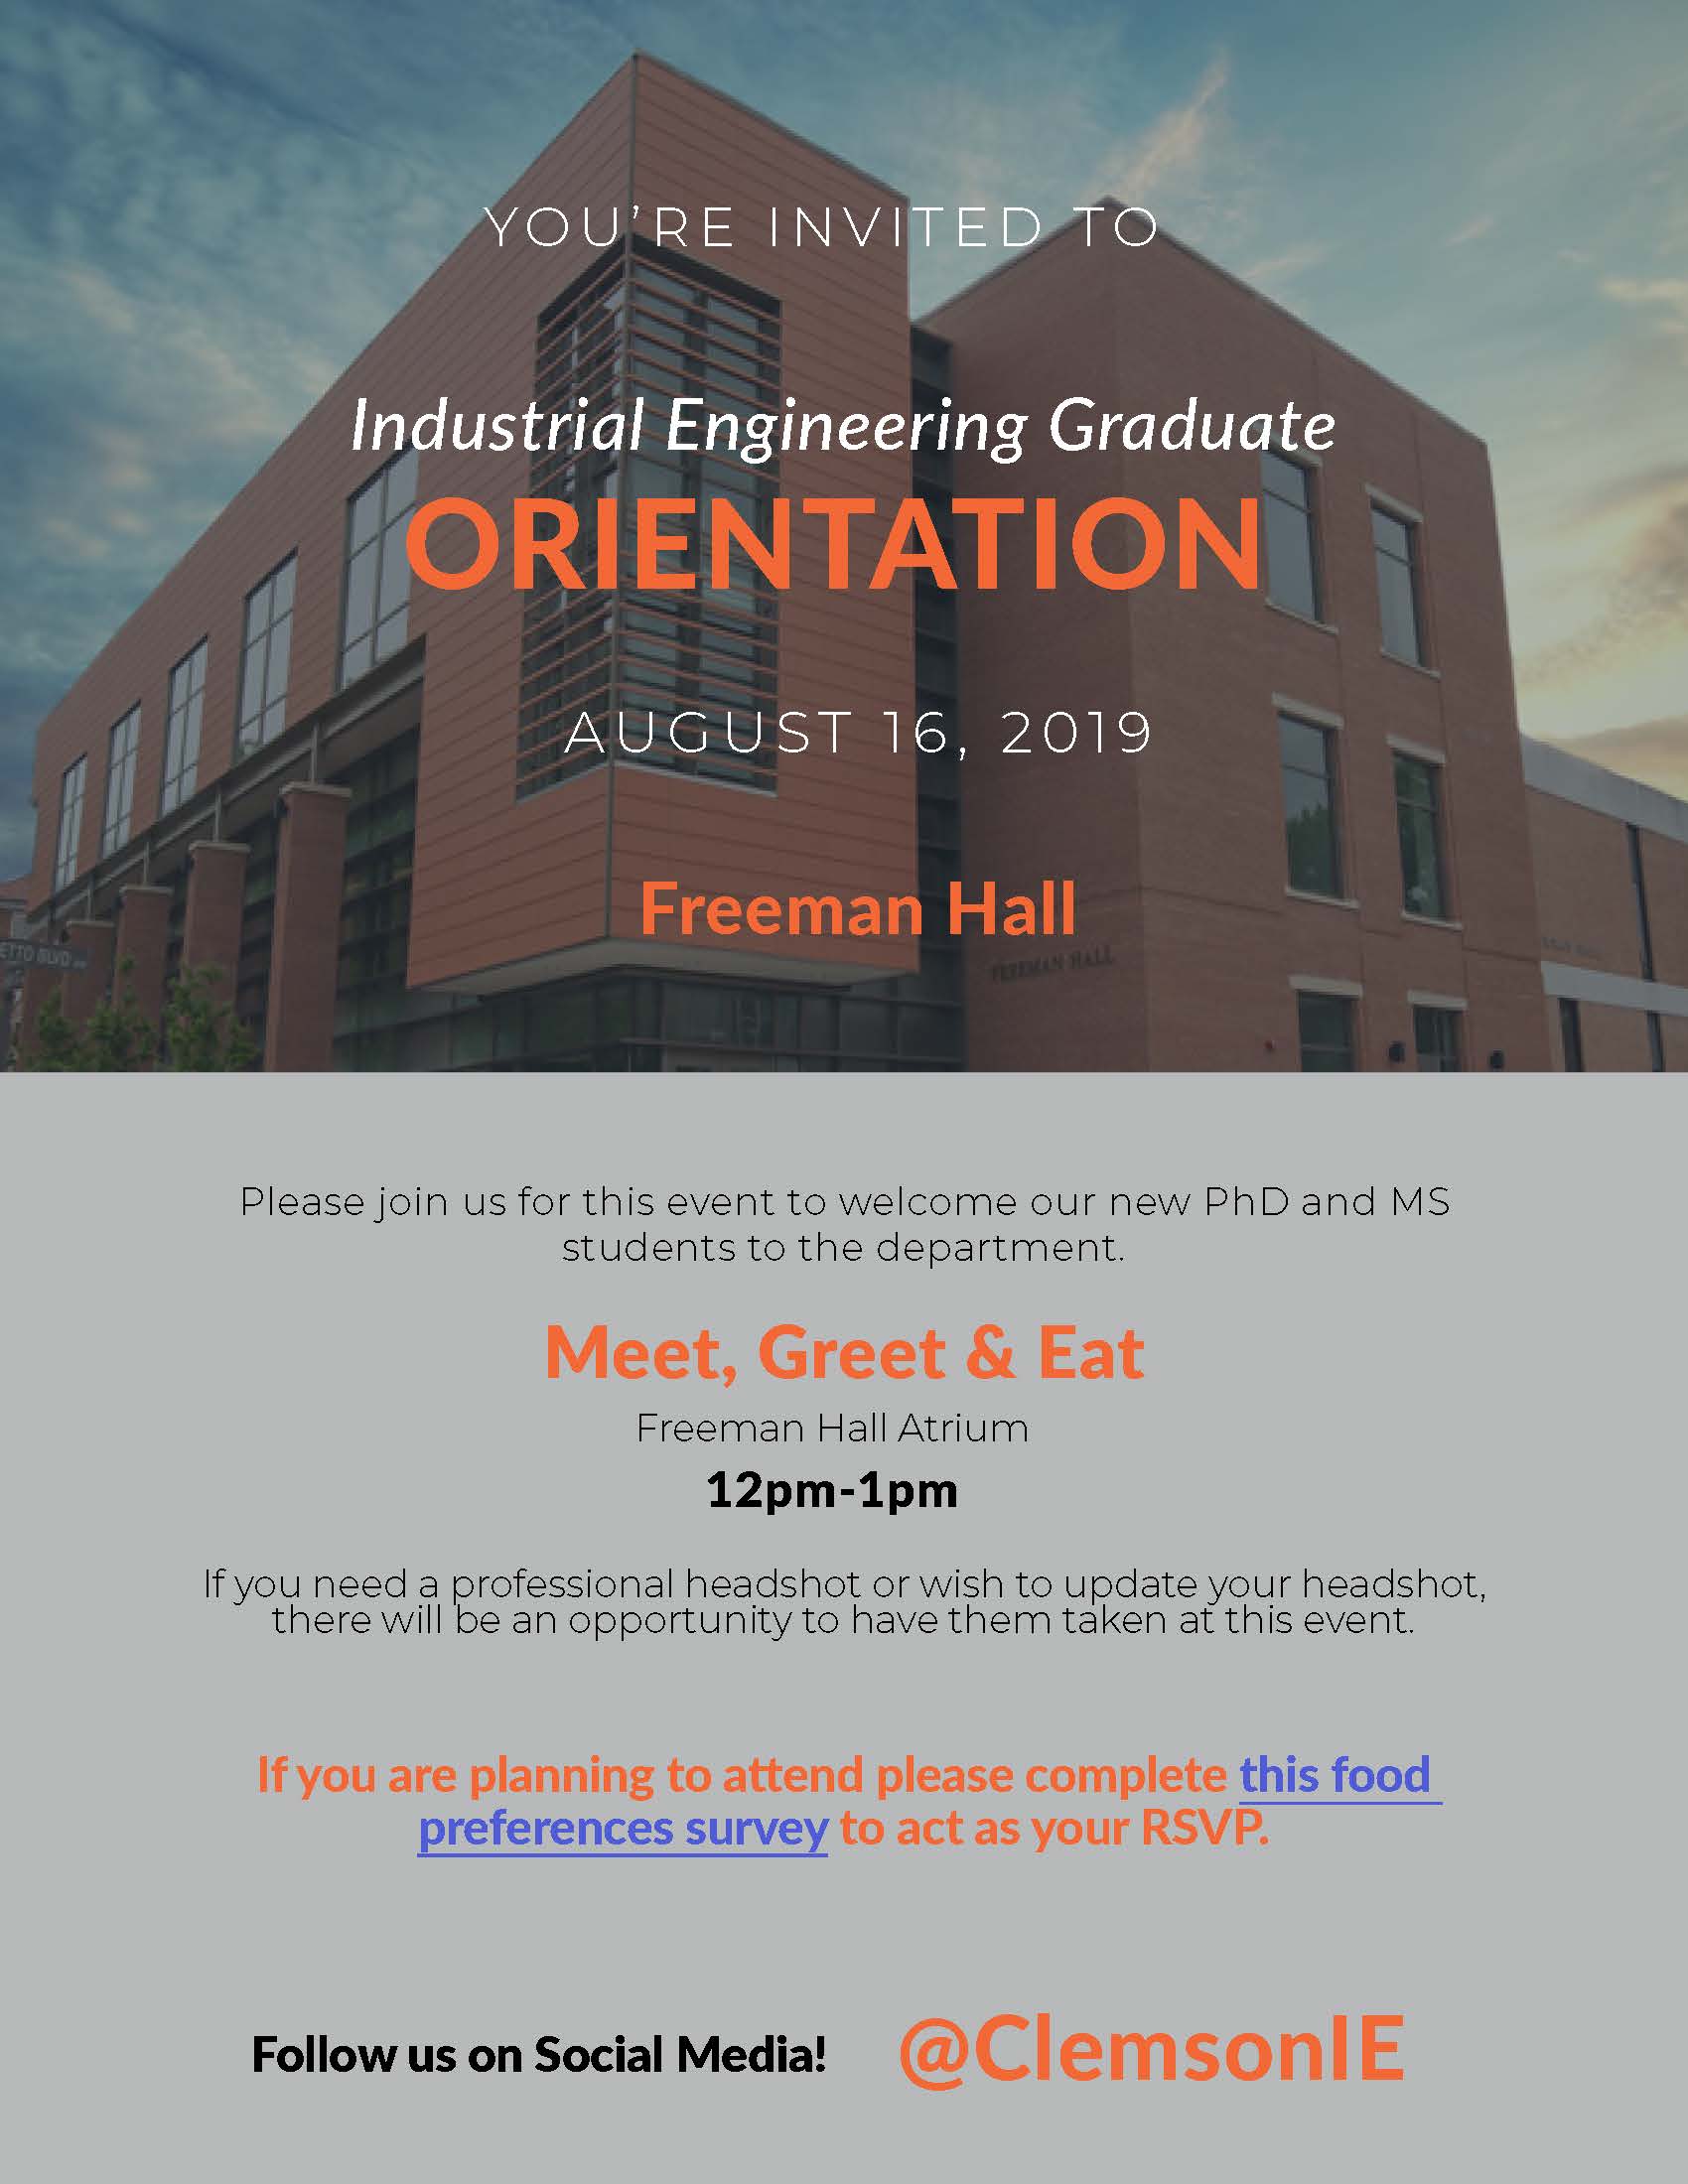 YOU'RE INVITED TO
Industrial Engineering Graduate
ORIENTATION
AUGUST 16, 2019
Freeman Hall
ETTO BLVD
FREEMAN HALL
Please join us for this event to welcome our new PhD and MS
students to the department.
Meet, Greet & Eat
Freeman Hall Atrium
12pm-1pm
If you need a professional headshot or wish to update your headshot,
there will be an opportunity to have them taken at this event.
If you are planning to attend please complete this food
preferences survey to act as your RSVP.
Follow us on Social Media! @ClemsonIE